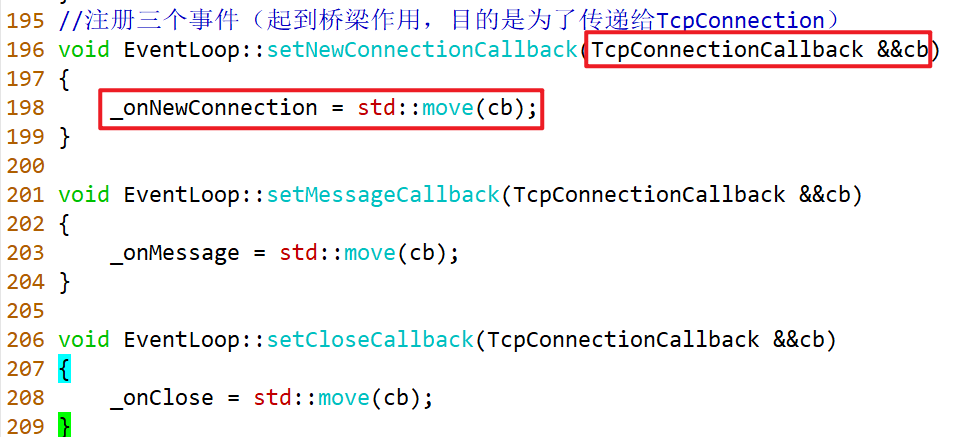 195 //注册三个事件（起到桥梁作用，目的是为了传递给TcpConnection）
196 void EventLoop::setNewConnectionCallback(TcpConnectionCallback &&cb)
197 {
198     _onNewConnection = std::move(cb);
199 }
200
201 void EventLoop::setMessageCallback(TcpConnectionCallback &&cb)
202 {
203     _onMessage = std::move(cb);
204 }
205
206 void EventLoop::setCloseCallback(TcpConnectionCallback &&cb)
207 {
208     _onClose = std::move(cb);
209 }